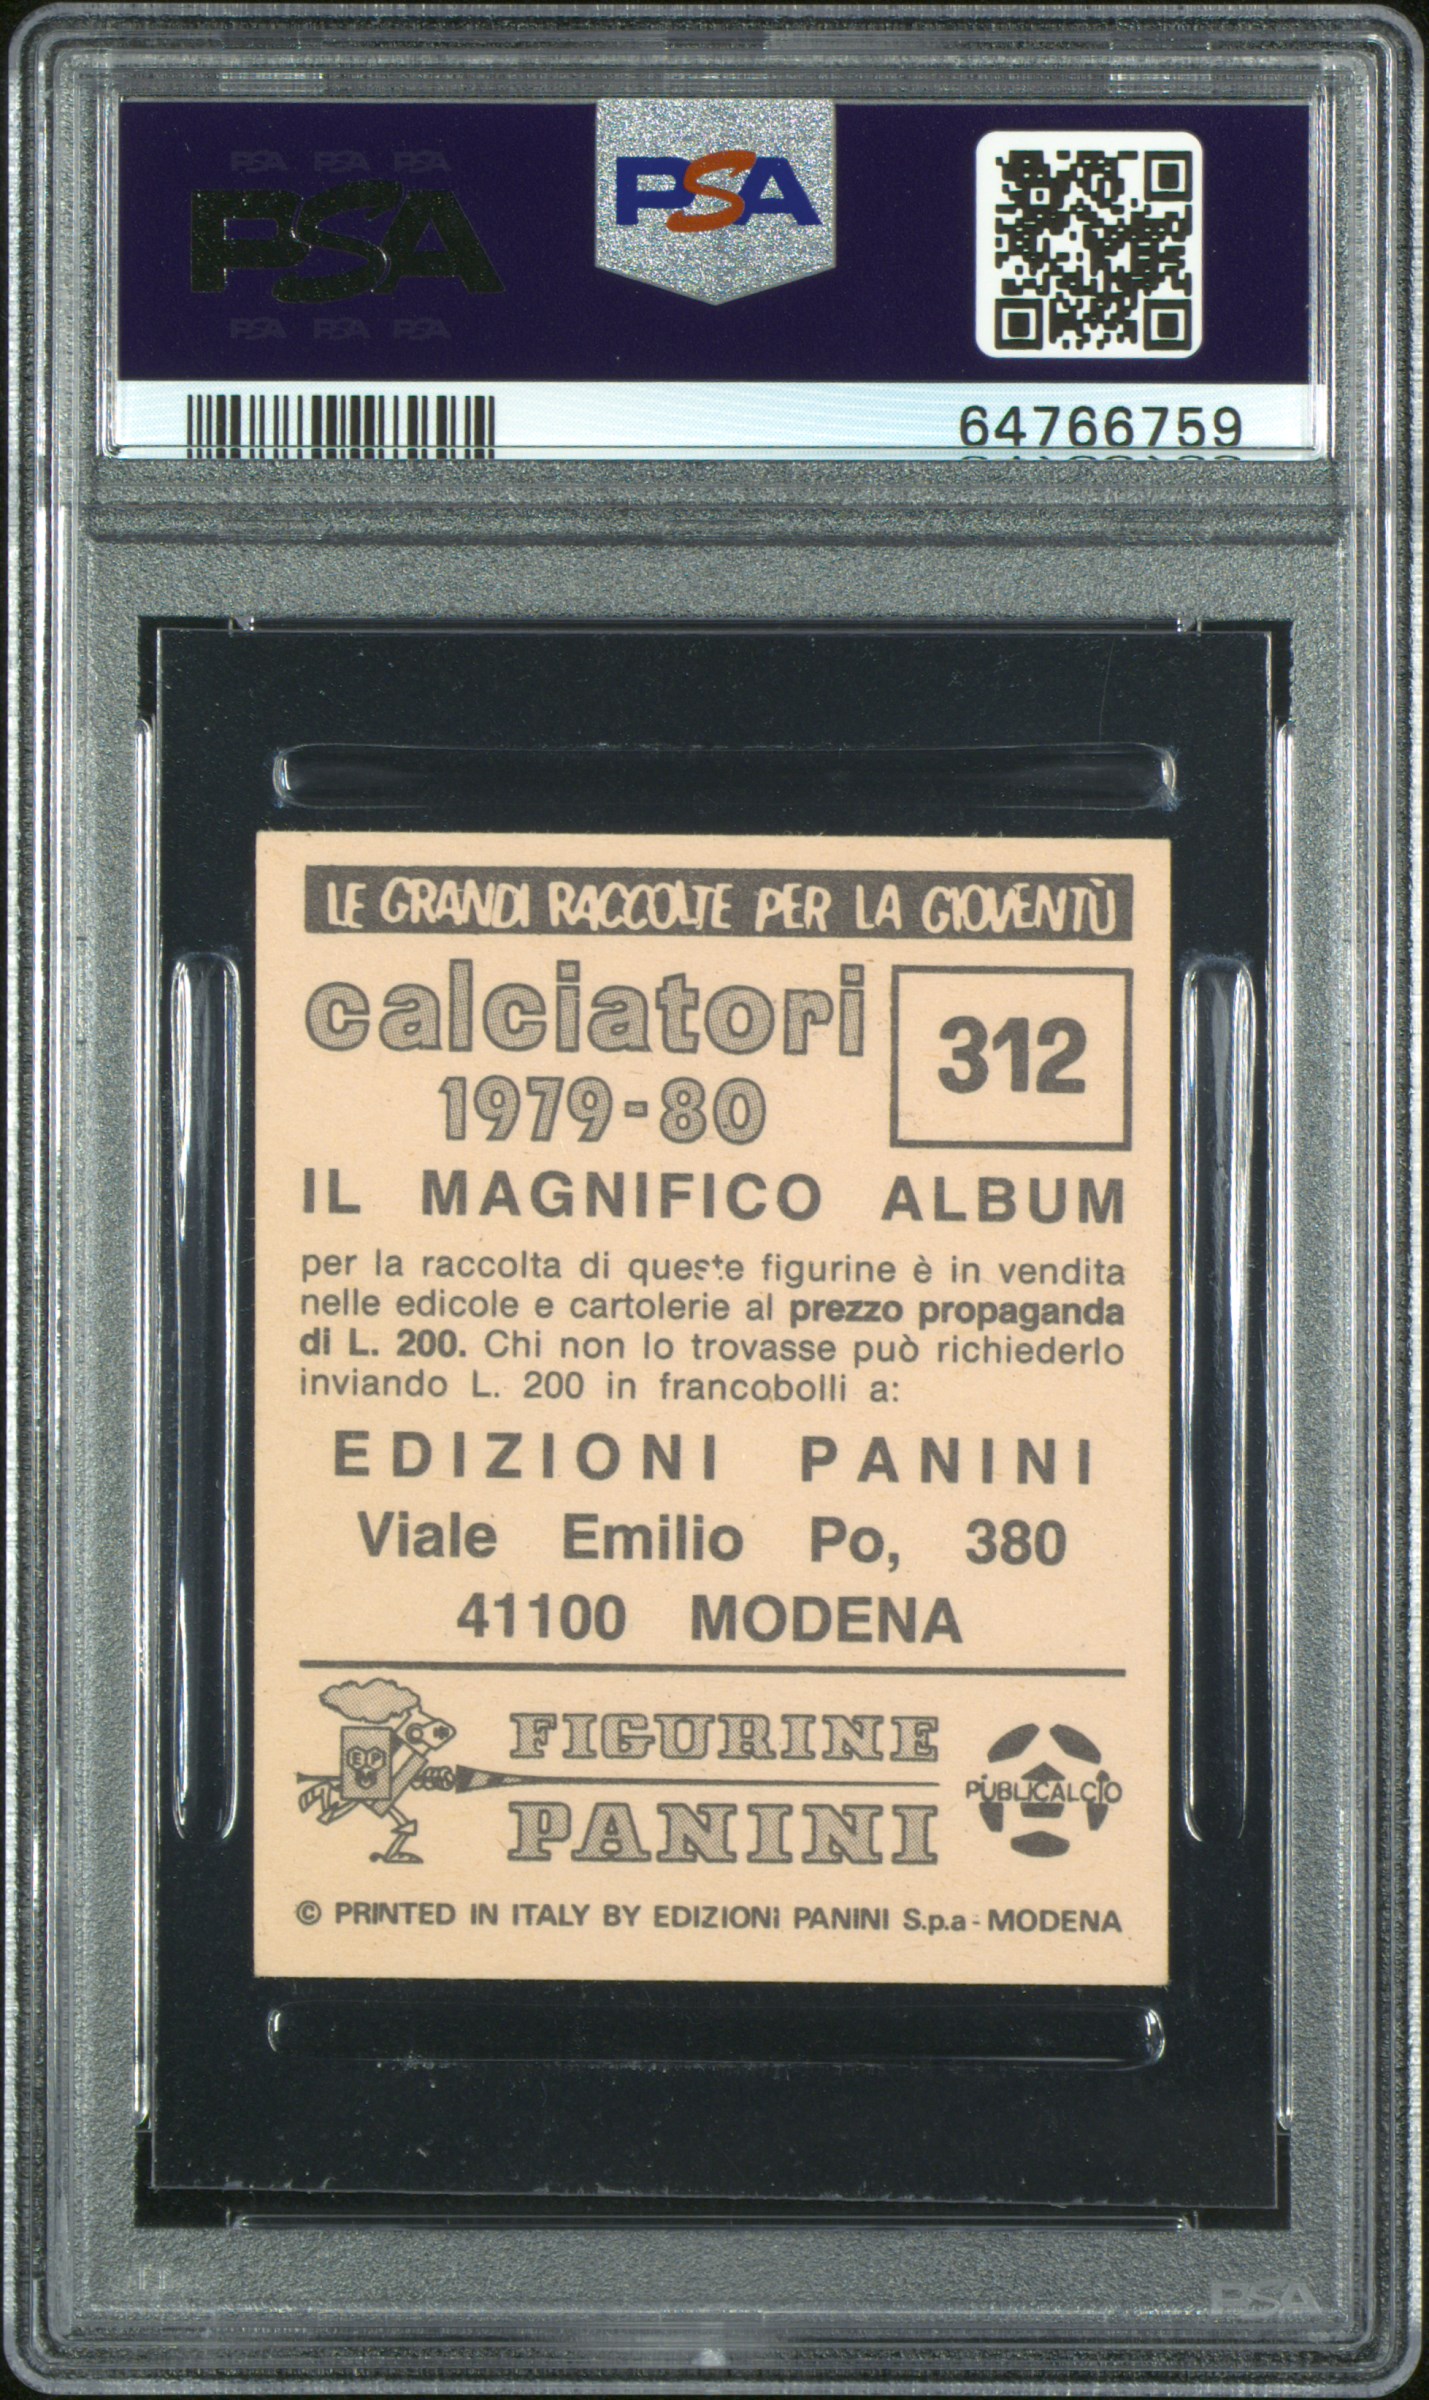 PSA PSA PSA
PSA
PSA PSA PSA
PSA
64766759
LE GRANDI RACCOLTE PER LA GIOVENTÙ
calciatori
312
1979-80
IL MAGNIFICO ALBUM
per la raccolta di queste figurine è in vendita
nelle edicole e cartolerie al prezzo propaganda
di L. 200. Chi non lo trovasse può richiederlo
inviando L. 200 in francobolli a:
EDIZIONI PANINI
Viale Emilio Po, 380
41100 MODENA
EPM
FIGURINE
PANINI
PUBLICALCIO
© PRINTED IN ITALY BY EDIZIONI PANINI S.p.a - MODENA
PSA